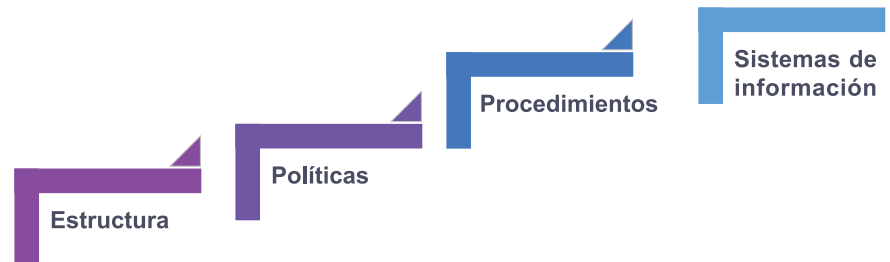 Estructura
Políticas
Procedimientos
Sistemas de
información